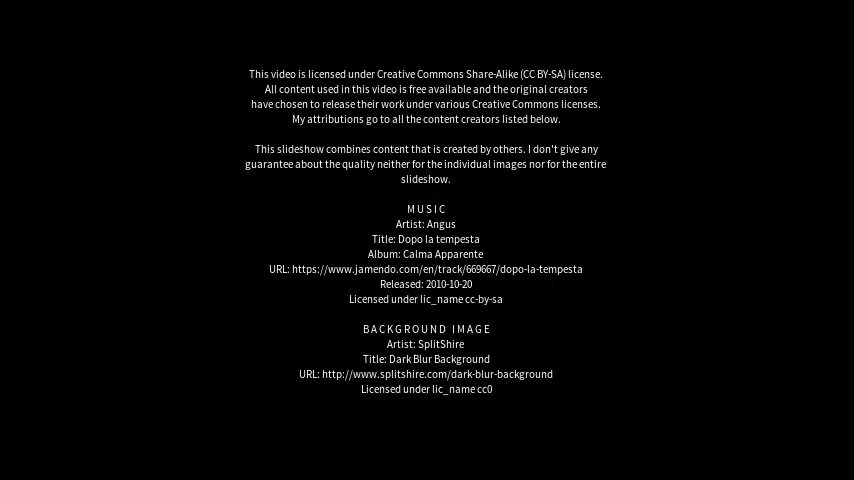 This video is licensed under Creative Commons Share-Alike (CC BY-SA) license.
All content used in this video is free available and the original creators
have chosen to release their work under various Creative Commons licenses.
My attributions go to all the content creators listed below.
This slideshow combines content that is created by others. I don't give any
guarantee about the quality neither for the individual images nor for the entire
slideshow.
MUSIC
Artist: Angus
Title: Dopo la tempesta
Album: Calma Apparente
URL: https://www.jamendo.com/en/track/669667/dopo-la-tempesta
Released: 2010-10-20
Licensed under lic_name cc-by-sa
BACKGROUND IMAGE
Artist: SplitShire
Title: Dark Blur Background
URL: http://www.splitshire.com/dark-blur-background
Licensed under lic_name cc0